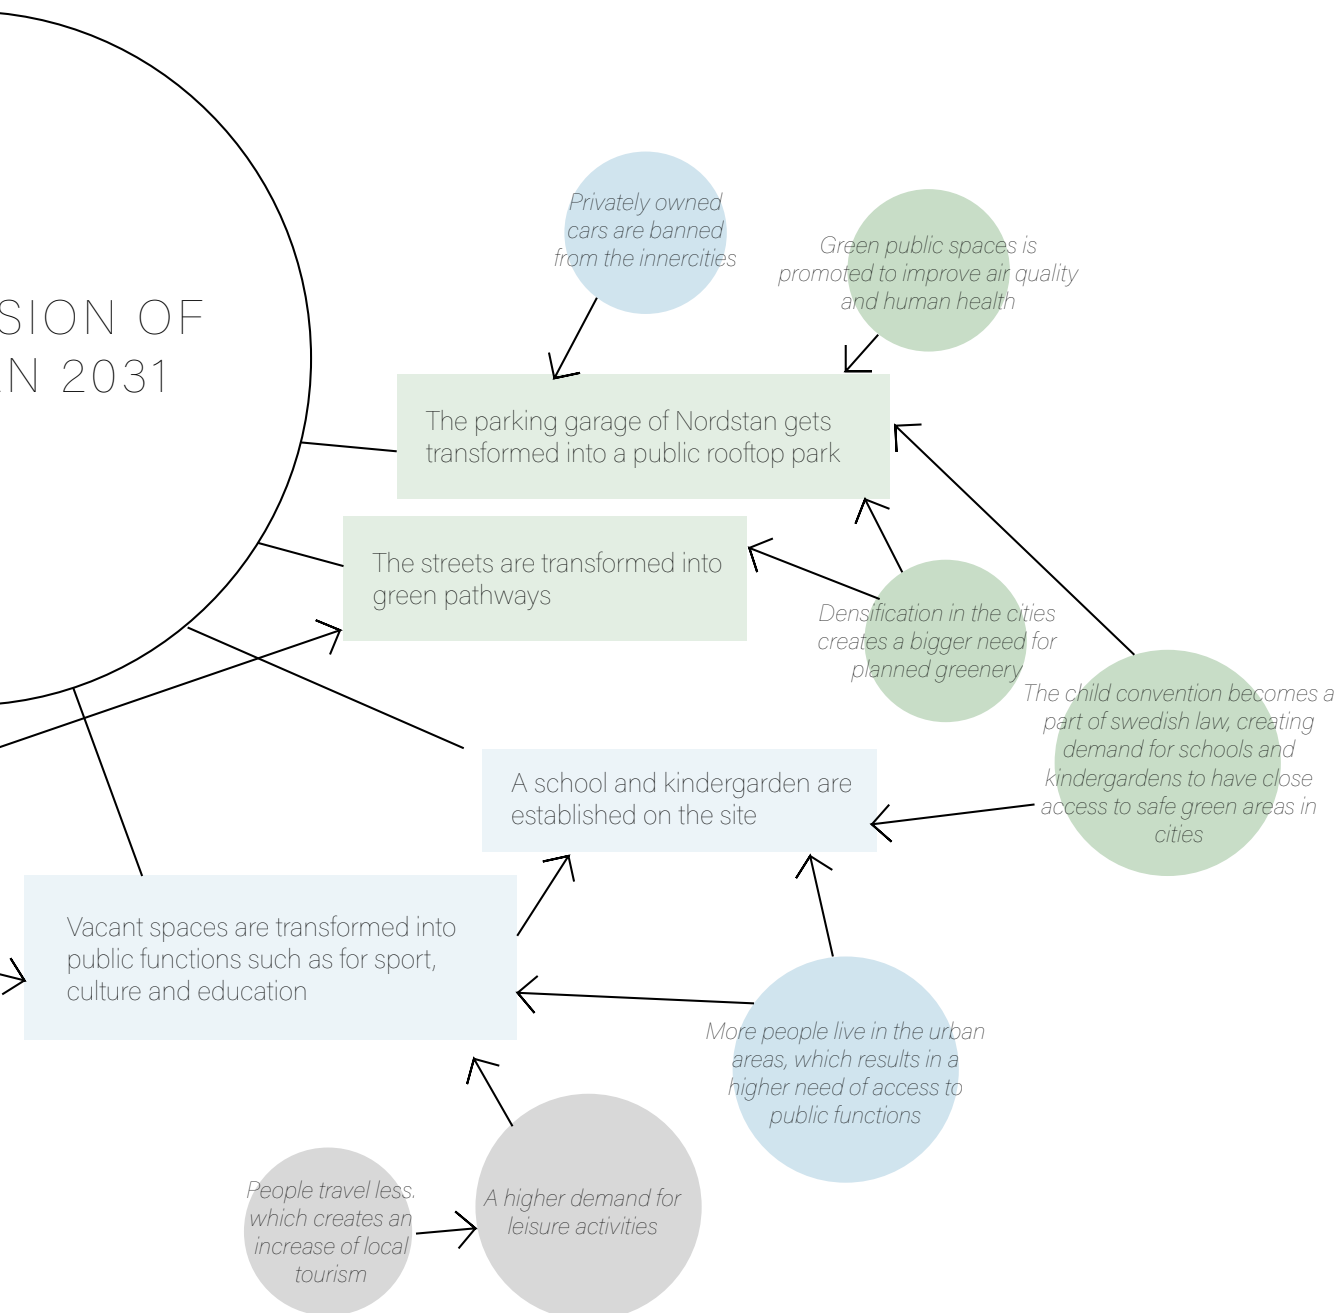 SION OF
N 2031
Privately owned
cars are banned
from the innercities
Green public spaces is
promoted to improve air quality
and human health
The parking garage of Nordstan gets
transformed into a public rooftop park
The streets are transformed into
green pathways
Densification in the cities
creates a bigger need for
planned greenery
The child convention becomes a
part of swedish law, creating
demand for schools and
kindergardens to have close
access to safe green areas in
cities
A school and kindergarden are
established on the site
Vacant spaces are transformed into
public functions such as for sport,
culture and education
More people live in the urban
areas, which results in a
higher need of access to
public functions
People travel less.
which creates an
increase of local
tourism
A higher demand for
leisure activities